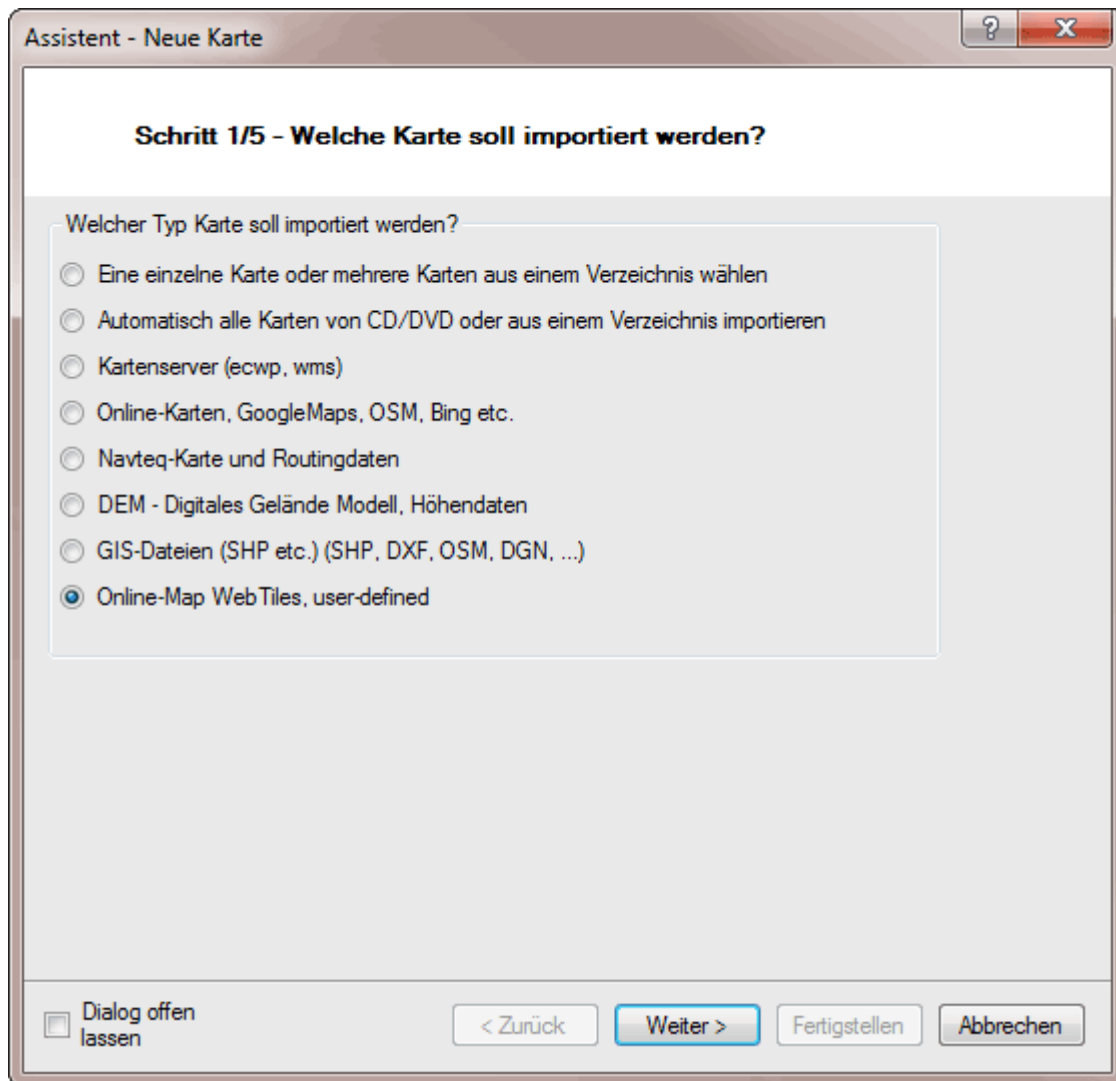 Assistent - Neue Karte
?
X
Schritt 1/5 - Welche Karte soll importiert werden?
Welcher Typ Karte soll importiert werden?
Eine einzelne Karte oder mehrere Karten aus einem Verzeichnis wählen
Automatisch alle Karten von CD/DVD oder aus einem Verzeichnis importieren
Kartenserver (ecwp, wms)
Online-Karten, GoogleMaps, OSM, Bing etc.
Navteq-Karte und Routingdaten
DEM - Digitales Gelände Modell, Höhendaten
GIS-Dateien (SHP etc.) (SHP, DXF, OSM, DGN, ...)
Online-Map WebTiles, user-defined
Dialog offen
lassen
< Zurück
Weiter >
Fertigstellen
Abbrechen